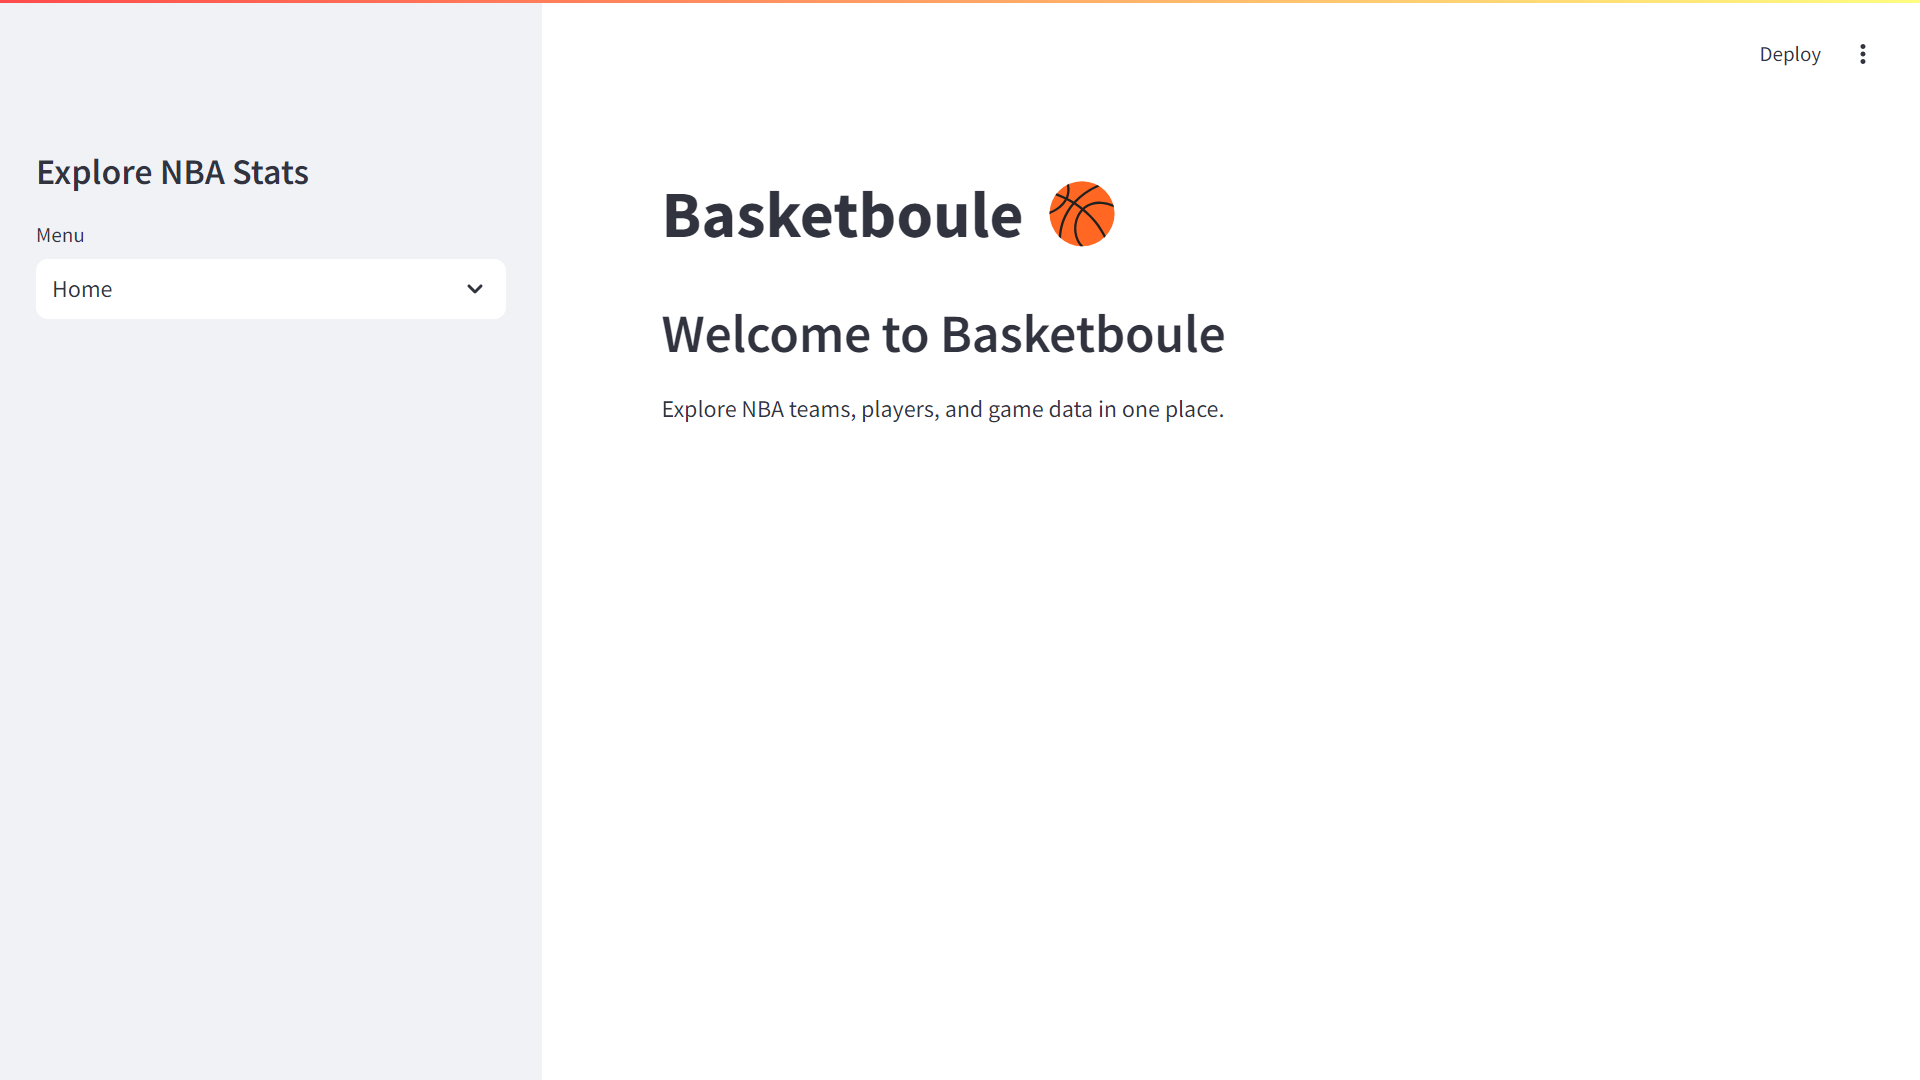 Deploy
Explore NBA Stats
Menu
Home
Basketboule
Welcome to Basketboule
Explore NBA teams, players, and game data in one place.